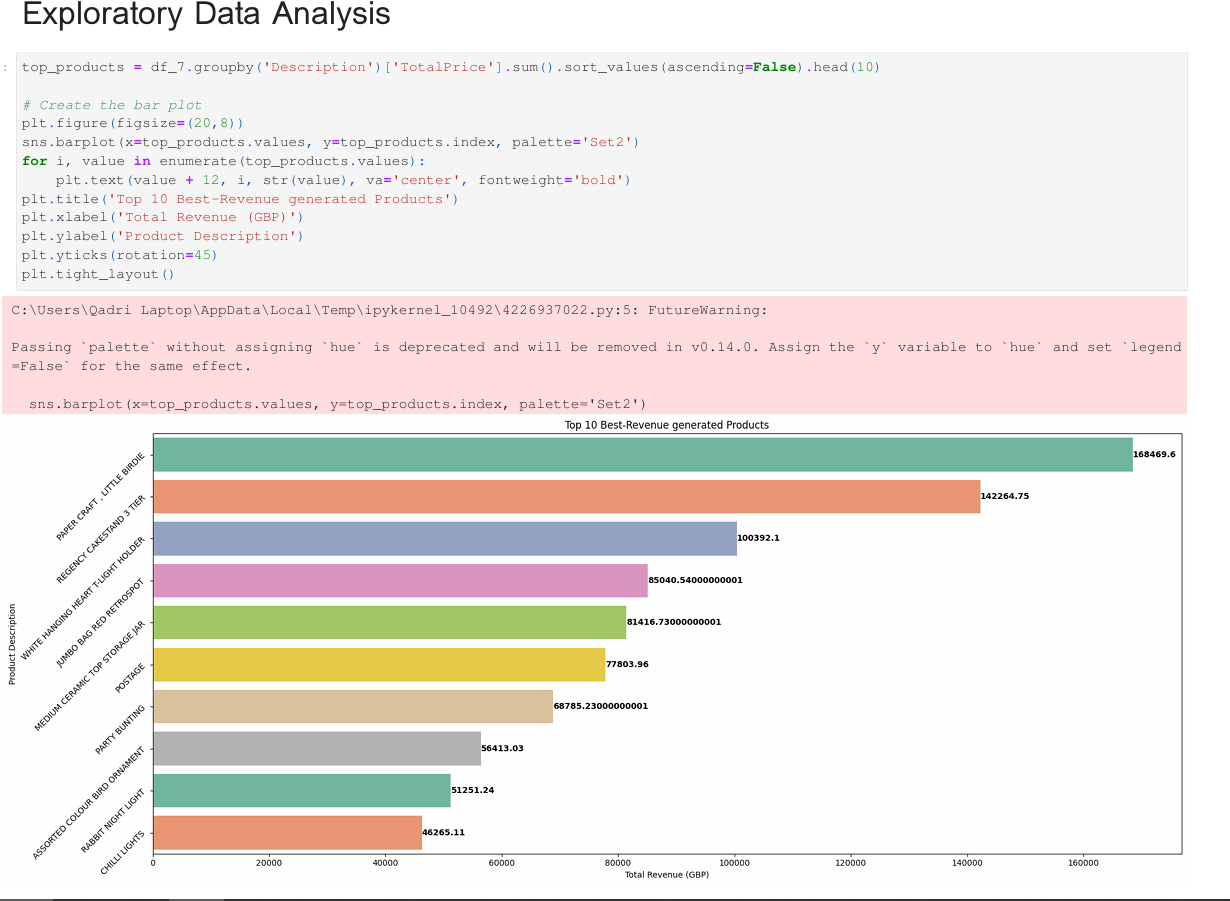 Exploratory Data Analysis
: top_products = df_7.groupby('Description')['TotalPrice'].sum().sort_values(ascending=False).head(10)
# Create the bar plot
plt.figure(figsize=(20,8))
sns.barplot(x=top_products.values, y=top_products.index, palette='Set2')
for i, value in enumerate(top_products.values):
    plt.text(value + 12, i, str(value), va='center', fontweight='bold')
plt.title('Top 10 Best-Revenue generated Products')
plt.xlabel('Total Revenue (GBP)')
plt.ylabel('Product Description')
plt.yticks(rotation=45)
plt.tight_layout()
C:\Users\Qadri Laptop\AppData\Local\Temp\ipykernel_10492\4226937022.py:5: FutureWarning:
Passing `palette` without assigning `hue` is deprecated and will be removed in v0.14.0. Assign the `y` variable to `hue` and set `legend
=False` for the same effect.
  sns.barplot(x=top_products.values, y=top_products.index, palette='Set2')
Top 10 Best-Revenue generated Products
PAPER CRAFT , LITTLE BIRDIE
168469.6
REGENCY CAKESTAND 3 TIER
142264.75
WHITE HANGING HEART T-LIGHT HOLDER
100392.1
JUMBO BAG RED RETROSPOT
85040.54000000001
MEDIUM CERAMIC TOP STORAGE JAR
81416.73000000001
POSTAGE
77803.96
PARTY BUNTING
68785.23000000001
ASSORTED COLOUR BIRD ORNAMENT
56413.03
RABBIT NIGHT LIGHT
51251.24
CHILLI LIGHTS
46265.11
Product Description
0 20000 40000 60000 80000 100000 120000 140000 160000
Total Revenue (GBP)